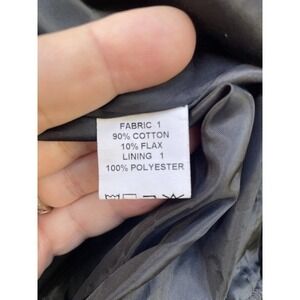 FABRIC 1
90% COTTON
10% FLAX
LINING 1
100% POLYESTER